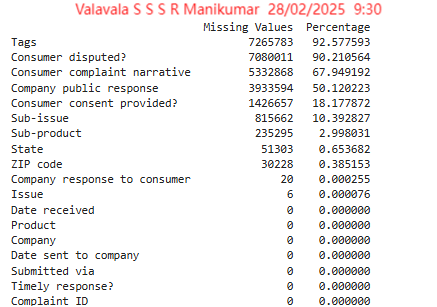 Valavala S S S R Manikumar 28/02/2025 9:30
Missing Values Percentage
Tags 7265783 92.577593
Consumer disputed? 7080011 90.210564
Consumer complaint narrative 5332868 67.949192
Company public response 3933594 50.120223
Consumer consent provided? 1426657 18.177872
Sub-issue 815662 10.392827
Sub-product 235295 2.998031
State 51303 0.653682
ZIP code 30228 0.385153
Company response to consumer 20 0.000255
Issue 6 0.000076
Date received 0 0.000000
Product 0 0.000000
Company 0 0.000000
Date sent to company 0 0.000000
Submitted via 0 0.000000
Timely response? 0 0.000000
Complaint ID 0 0.000000